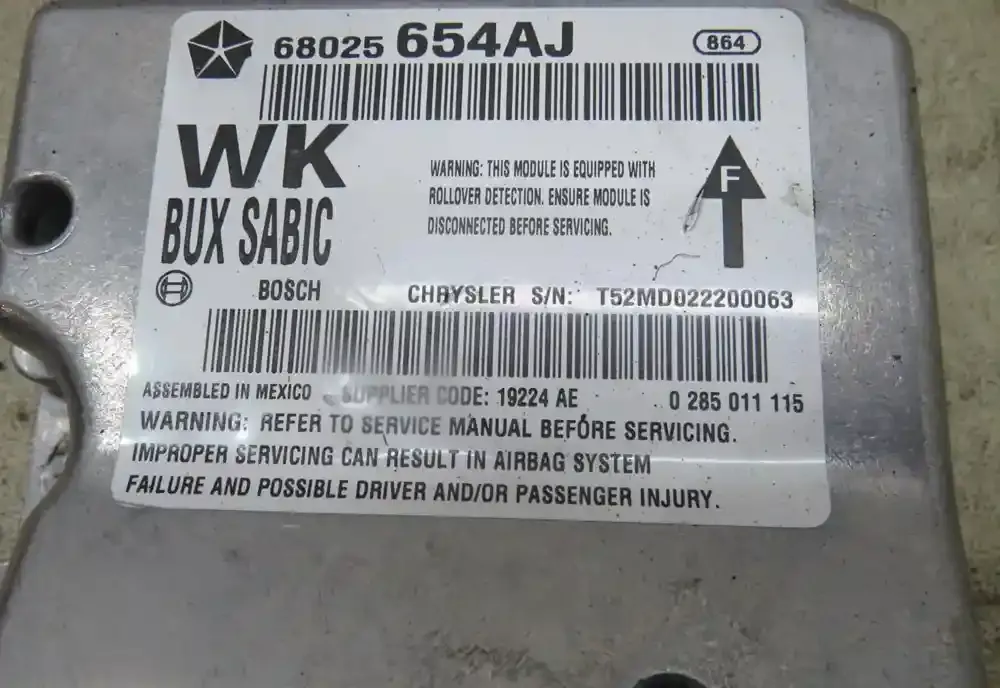 68025 654AJ 864
WK
BUX SABIC
WARNING: THIS MODULE IS EQUIPPED WITH
ROLLOVER DETECTION. ENSURE MODULE IS
DISCONNECTED BEFORE SERVICING.
F
BOSCH CHRYSLER S/N: T52MD022200063
ASSEMBLED IN MEXICO SUPPLIER CODE: 19224 AE 0 285 011 115
WARNING: REFER TO SERVICE MANUAL BEFORE SERVICING.
IMPROPER SERVICING CAN RESULT IN AIRBAG SYSTEM
FAILURE AND POSSIBLE DRIVER AND/OR PASSENGER INJURY.